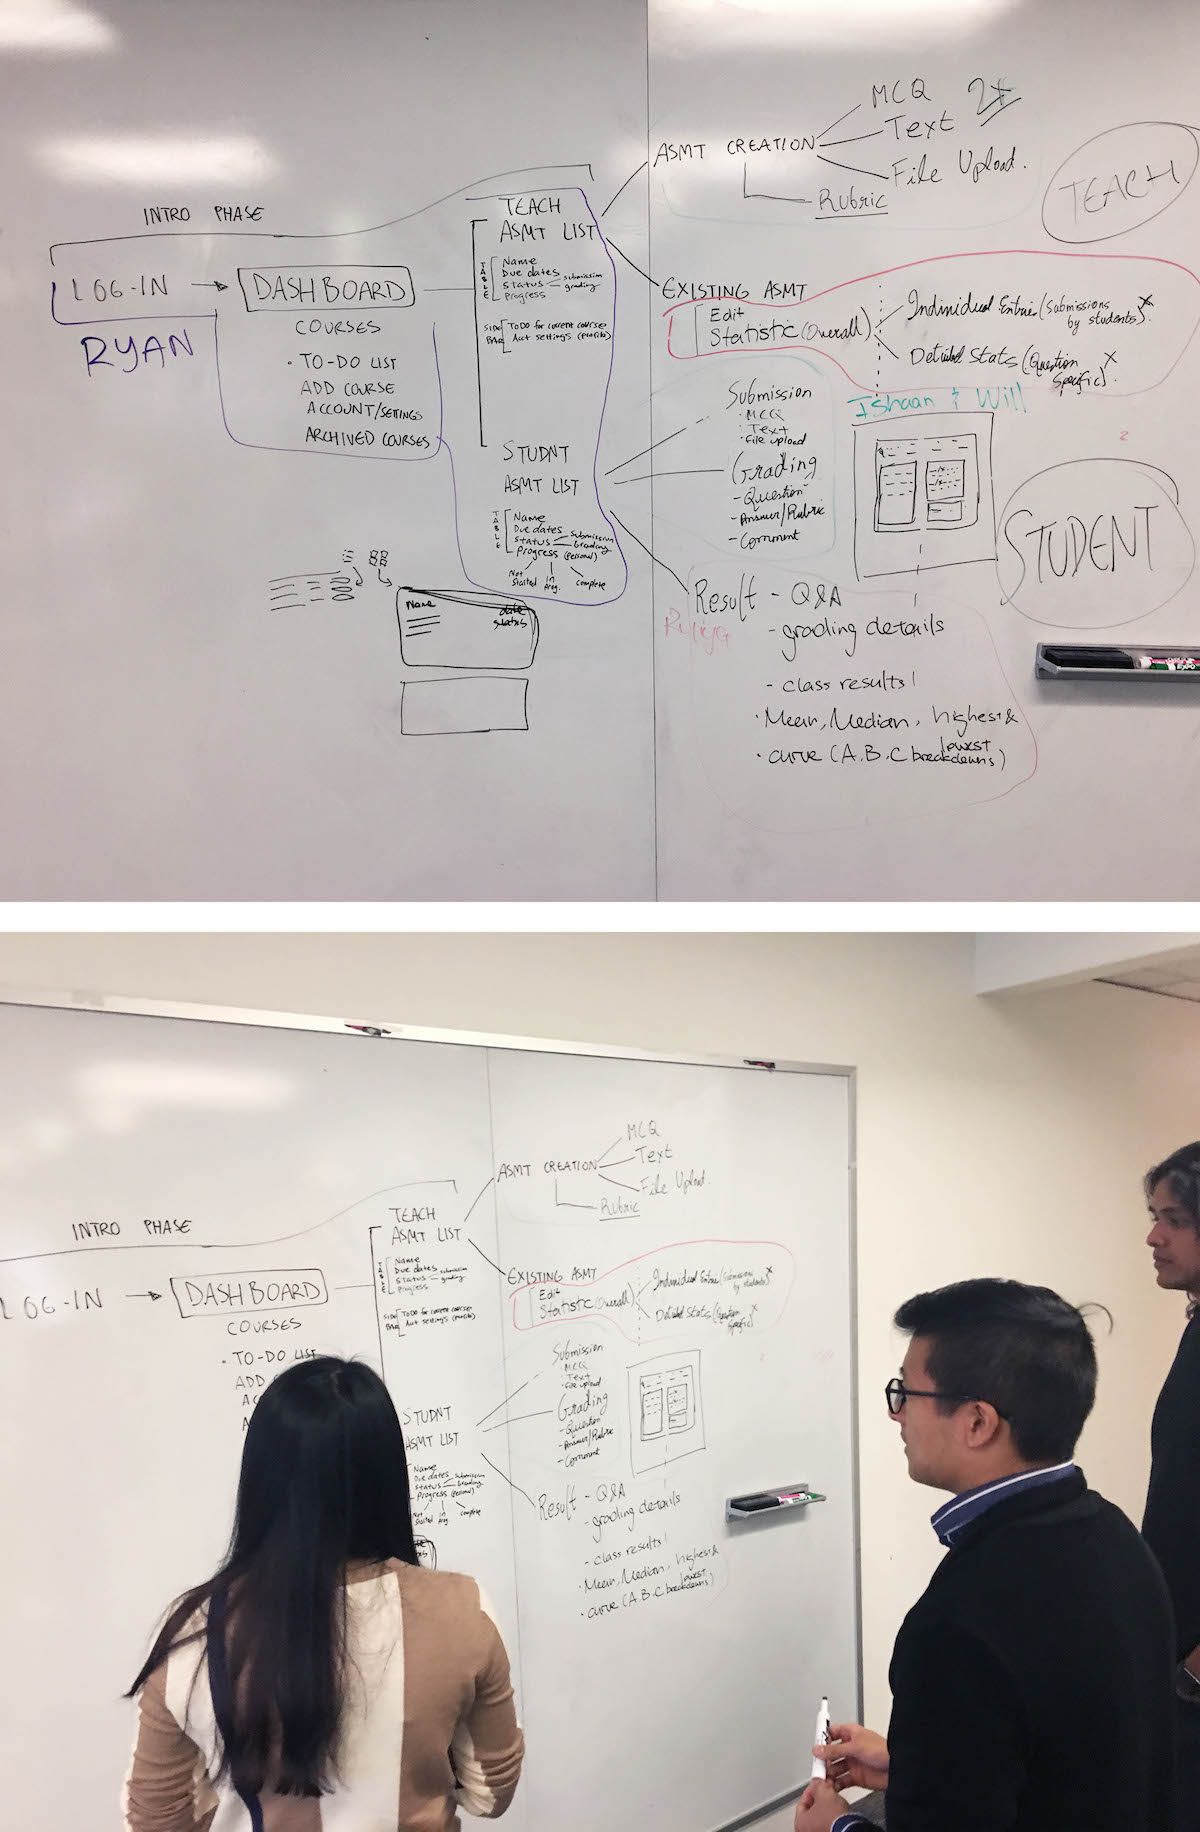 MCQ 2*
Text
ASMT CREATION
File Upload.
Rubric
TEACH
INTRO PHASE
TEACH
ASMT LIST
TABLE
Name
Due dates
Status submission
grading
Progress
SIDE BAR
TODO for current course
Acct settings (profile)
LOG-IN
DASHBOARD
RYAN
COURSES
· TO-DO LIST
ADD COURSE
ACCOUNT/SETTINGS
ARCHIVED COURSES
EXISTING ASMT
Edit
Statistic (Overall)
Individual Entries/(Submissions
by students) x
Detailed Stats (Question
Specific) x
Ishaan & Will
2
Submission
· MCQ
· Text
· File upload
Grading
- Question
- Answer/Rubric
- Comment
STUDENT
STUDNT
ASMT LIST
TABLE
Name
Due dates
Status Submission
Grading
Progress (personal)
Not Started
in prog.
complete
Name
date
status
Result - Q&A
- grading details
- class results!
· Mean, Median, highest &
lowest
· curve (A.B.C breakdowns)
MCQ
Text
ASMT CREATION
File Upload.
Rubric
INTRO PHASE
TEACH
ASMT LIST
TABLE
Name
Due dates
Status submission
grading
Progress
SIDE BAR
TODO for current course
Acct settings (profile)
LOG-IN
DASHBOARD
COURSES
· TO-DO LIST
ADD
AC
EXISTING ASMT
Edit
Statistic (Overall)
Individual Entries/(Submissions
by students) x
Detailed Stats (Question
Specific) x
Submission
· MCQ
· Text
· File upload
Grading
- Question
- Answer/Rubric
- Comment
STUDNT
ASMT LIST
Name
Due dates
Status Submission
Grading
Progress (personal)
Not Started
in prog.
complete
Result - Q&A
- grading details
- class results!
· Mean, Median, highest &
lowest
· curve (A.B.C breakdowns)